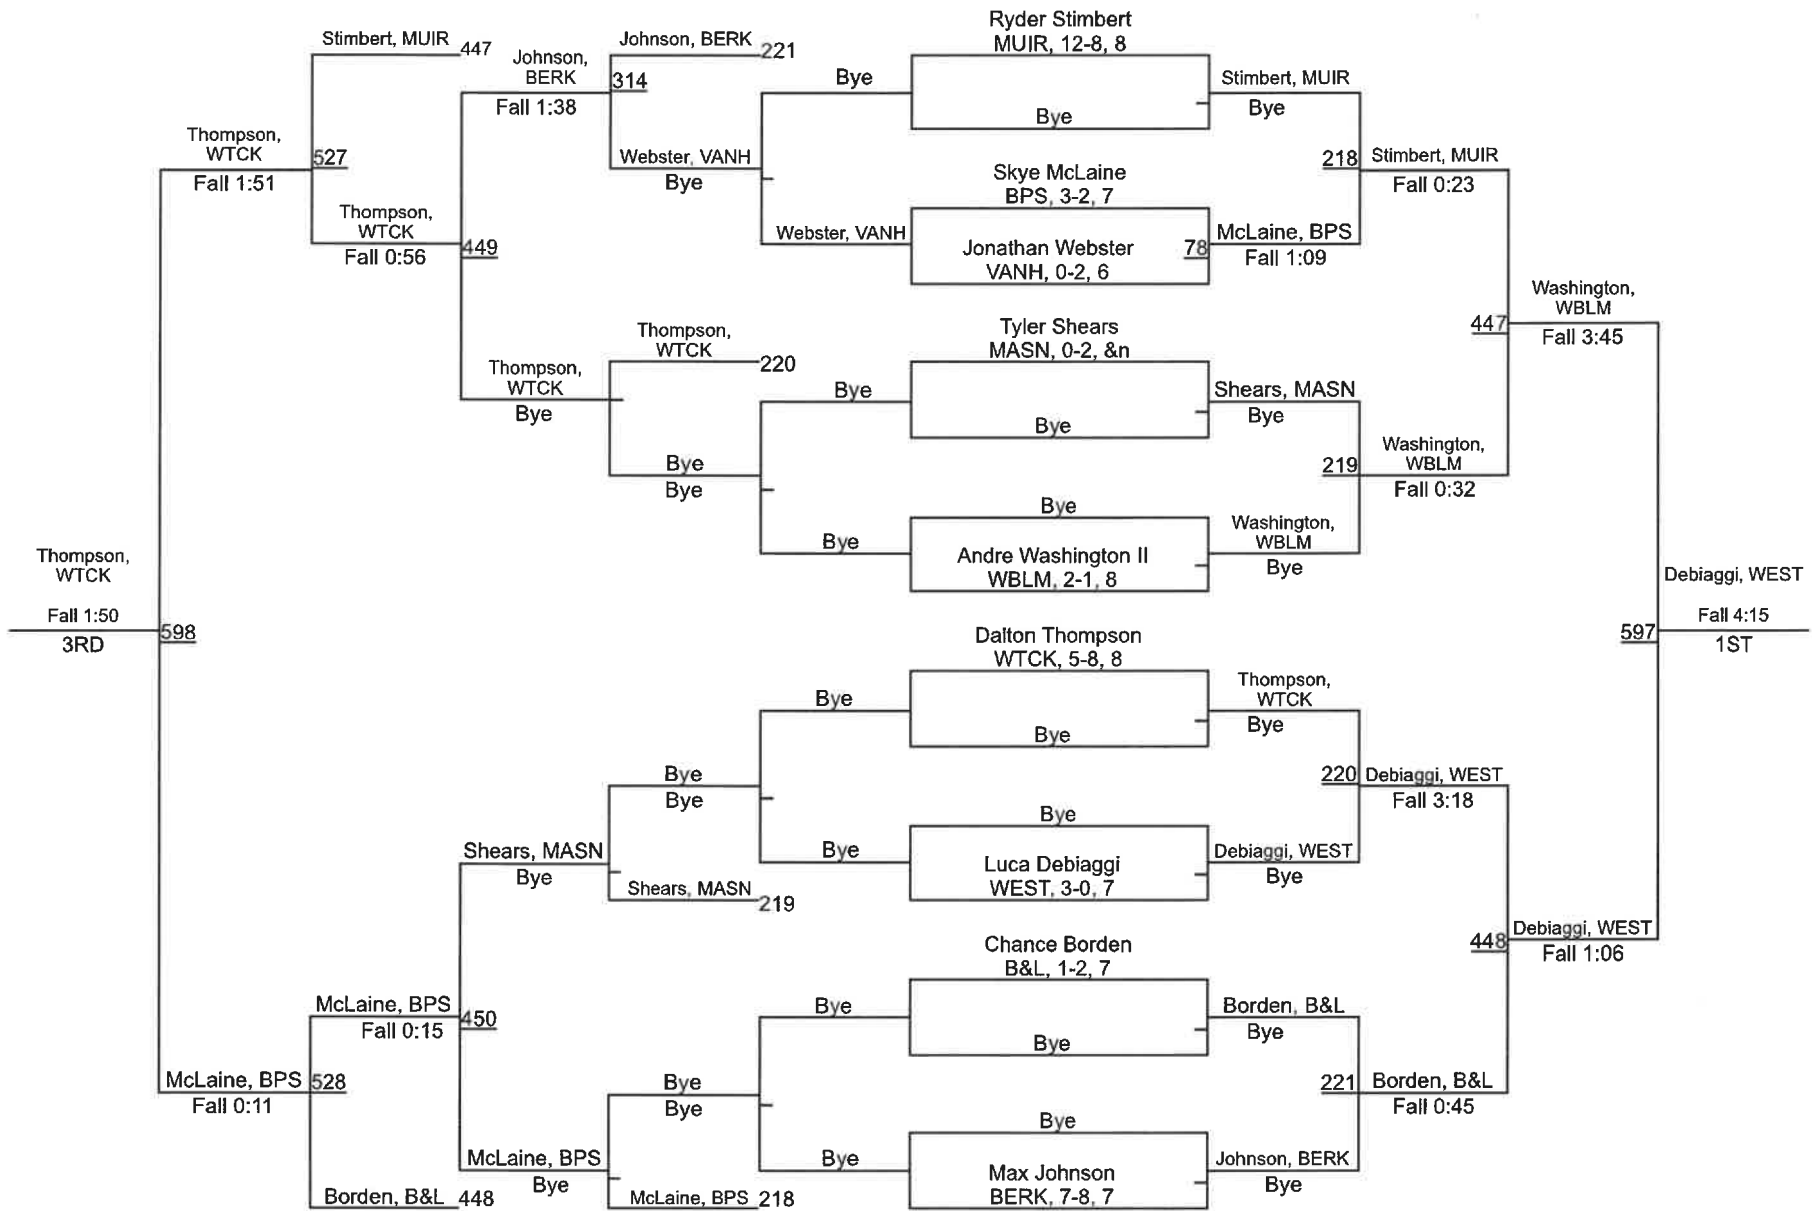 Ryder Stimbert
MUIR, 12-8, 8
Stimbert, MUIR
447
Johnson,
BERK
Johnson, BERK
221
314
Fall 1:38
Bye
Bye
Stimbert, MUIR
Bye
Thompson,
WTCK
527
Fall 1:51
Webster, VANH
Bye
Skye McLaine
BPS, 3-2, 7
218
Stimbert, MUIR
Fall 0:23
Thompson,
WTCK
449
Fall 0:56
Webster, VANH
Jonathan Webster
VANH, 0-2, 6
78
McLaine, BPS
Fall 1:09
Washington,
WBLM
447
Fall 3:45
Thompson,
WTCK
220
Tyler Shears
MASN, 0-2, &n
Thompson,
WTCK
Bye
Bye
Bye
Shears, MASN
Bye
Bye
Bye
219
Washington,
WBLM
Fall 0:32
Bye
Bye
Andre Washington II
WBLM, 2-1, 8
Washington,
WBLM
Bye
Thompson,
WTCK
Fall 1:50
598
3RD
Debiaggi, WEST
Fall 4:15
597
1ST
Dalton Thompson
WTCK, 5-8, 8
Bye
Bye
Thompson,
WTCK
Bye
Bye
Bye
220
Debiaggi, WEST
Fall 3:18
Bye
Bye
Luca Debiaggi
WEST, 3-0, 7
Debiaggi, WEST
Bye
Shears, MASN
Bye
Shears, MASN
219
Chance Borden
B&L, 1-2, 7
448
Debiaggi, WEST
Fall 1:06
McLaine, BPS
450
Fall 0:15
Bye
Bye
Borden, B&L
Bye
McLaine, BPS
528
Fall 0:11
Bye
Bye
221
Borden, B&L
Fall 0:45
Bye
Bye
Max Johnson
BERK, 7-8, 7
Johnson, BERK
Bye
McLaine, BPS
Bye
McLaine, BPS
218
Borden, B&L
448